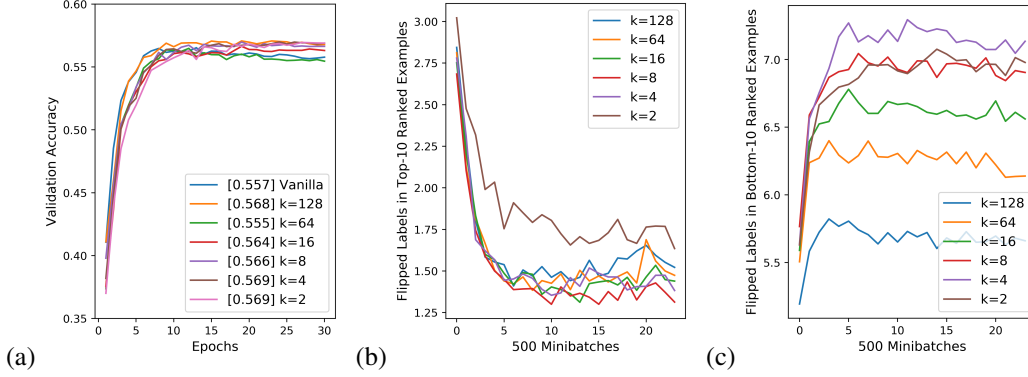 (a)
Validation Accuracy
0.60
0.55
0.50
0.45
0.40
0.35
[0.557] Vanilla
[0.568] k=128
[0.555] k=64
[0.564] k=16
[0.566] k=8
[0.569] k=4
[0.569] k=2
0 5 10 15 20 25 30
Epochs
(b)
Flipped Labels in Top-10 Ranked Examples
3.00
2.75
2.50
2.25
2.00
1.75
1.50
1.25
k=128
k=64
k=16
k=8
k=4
k=2
0 5 10 15 20
500 Minibatches
(c)
Flipped Labels in Bottom-10 Ranked Examples
7.0
6.5
6.0
5.5
k=128
k=64
k=16
k=8
k=4
k=2
0 5 10 15 20
500 Minibatches